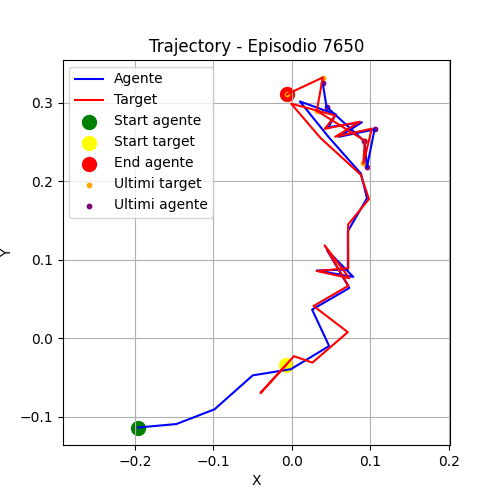 Trajectory - Episodio 7650
Agente
Target
Start agente
Start target
End agente
Ultimi target
Ultimi agente
0.3
0.2
0.1
0.0
−0.1
Y
−0.2
−0.1
0.0
0.1
0.2
X